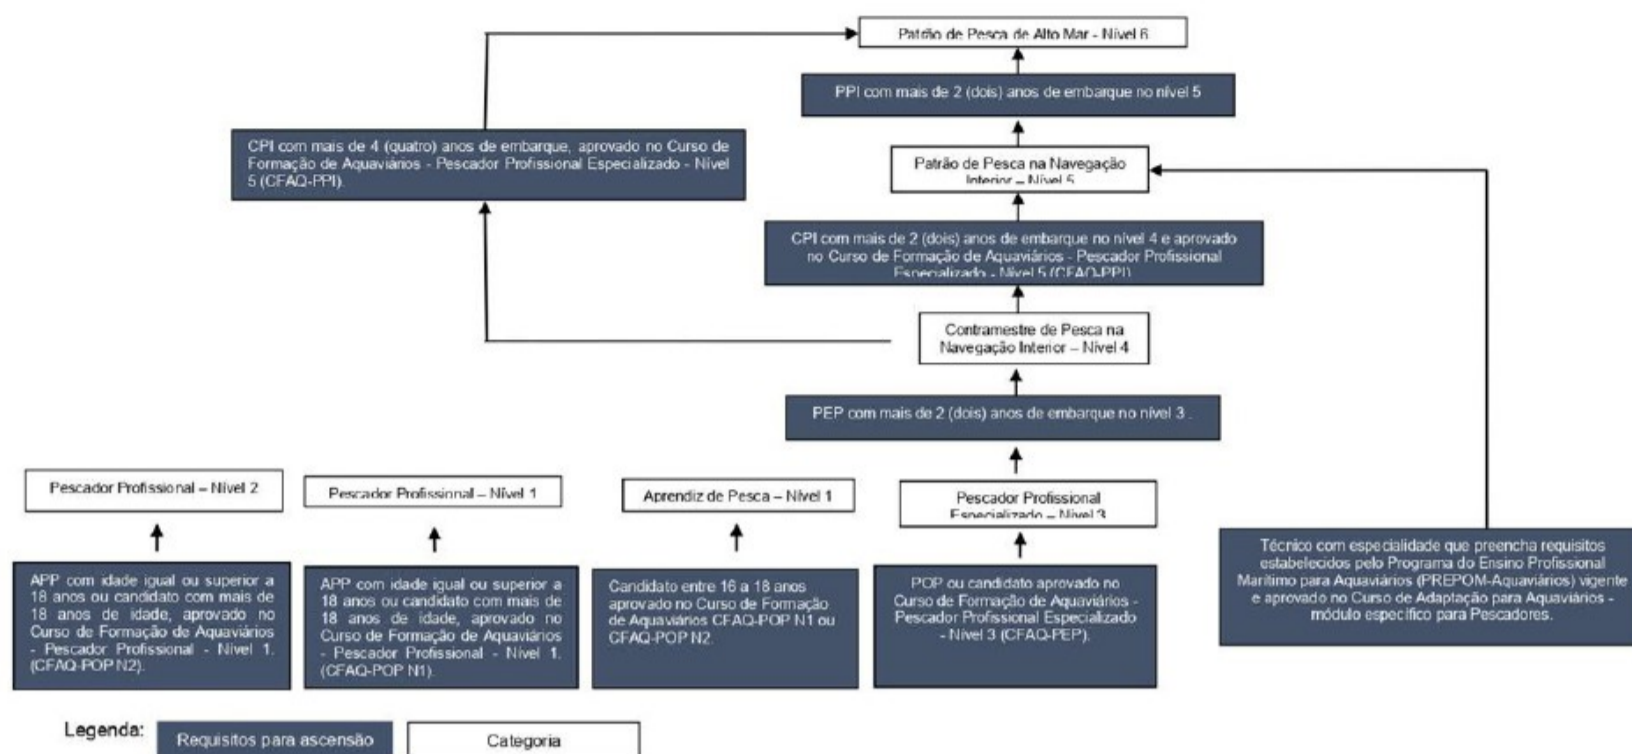 Patrão de Pesca de Alto Mar - Nível 6
PPI com mais de 2 (dois) anos de embarque no nível 5
CPI com mais de 4 (quatro) anos de embarque, aprovado no Curso de
Formação de Aquaviários - Pescador Profissional Especializado - Nível
5 (CFAQ-PPI).
Patrão de Pesca na Navegação
Interior – Nível 5
CPI com mais de 2 (dois) anos de embarque no nível 4 e aprovado
no Curso de Formação de Aquaviários - Pescador Profissional
Especializado - Nível 5 (CFAQ-PPI)
Contramestre de Pesca na
Navegação Interior – Nível 4
PEP com mais de 2 (dois) anos de embarque no nível 3 .
Pescador Profissional – Nível 2
Pescador Profissional – Nível 1
Aprendiz de Pesca – Nível 1
Pescador Profissional
Especializado – Nível 3
APP com idade igual ou superior a
18 anos ou candidato com mais de
18 anos de idade, aprovado no
Curso de Formação de Aquaviários
- Pescador Profissional - Nível 1.
(CFAQ-POP N2).
APP com idade igual ou superior a
18 anos ou candidato com mais de
18 anos de idade, aprovado no
Curso de Formação de Aquaviários
- Pescador Profissional - Nível 1.
(CFAQ-POP N1).
Candidato entre 16 a 18 anos
aprovado no Curso de Formação
de Aquaviários CFAQ-POP N1 ou
CFAQ-POP N2.
POP ou candidato aprovado no
Curso de Formação de Aquaviários -
Pescador Profissional Especializado
- Nível 3 (CFAQ-PEP).
Técnico com especialidade que preencha requisitos
estabelecidos pelo Programa do Ensino Profissional
Marítimo para Aquaviários (PREPOM-Aquaviários) vigente
e aprovado no Curso de Adaptação para Aquaviários -
módulo específico para Pescadores.
Legenda:
Requisitos para ascensão
Categoria